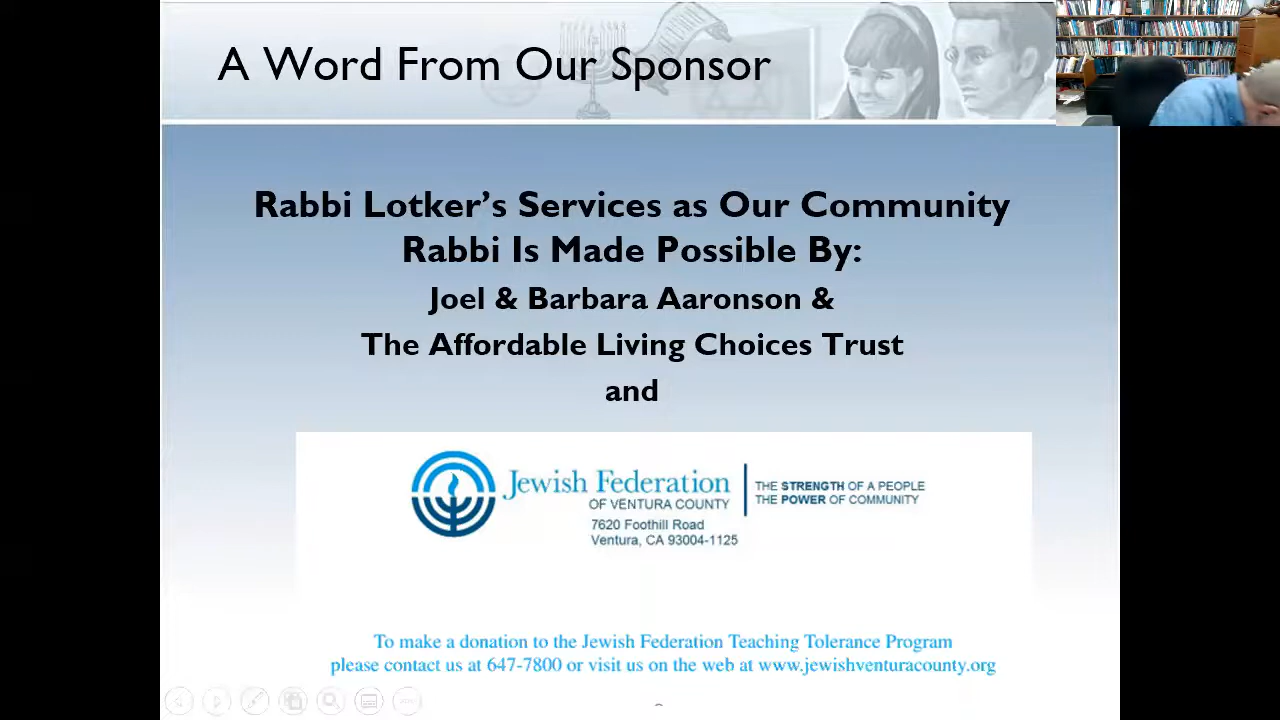 A Word From Our Sponsor
Rabbi Lotker’s Services as Our Community
Rabbi Is Made Possible By:
Joel & Barbara Aaronson &
The Affordable Living Choices Trust
and
Jewish Federation
OF VENTURA COUNTY
7620 Foothill Road
Ventura, CA 93004-1125
THE STRENGTH OF A PEOPLE
THE POWER OF COMMUNITY
To make a donation to the Jewish Federation Teaching Tolerance Program
please contact us at 647-7800 or visit us on the web at www.jewishventuracounty.org